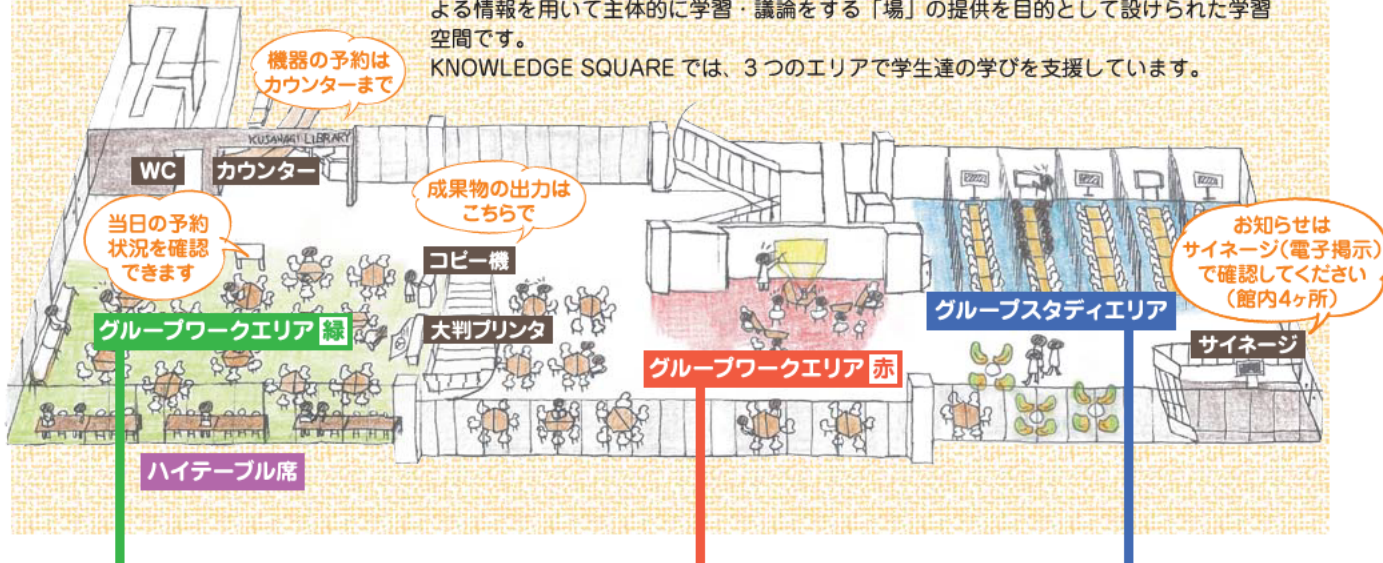 よる情報を用いて主体的に学習・議論をする「場」の提供を目的として設けられた学習
空間です。
KNOWLEDGE SQUARE では、3つのエリアで学生達の学びを支援しています。
機器の予約は
カウンターまで
KUSANAGI LIBRARY
WC
カウンター
成果物の出力は
こちらで
当日の予約
状況を確認
できます
コピー機
お知らせは
サイネージ(電子掲示)
で確認してください
(館内4ヶ所)
グループワークエリア 緑
大判プリンタ
グループスタディエリア
サイネージ
グループワークエリア 赤
ハイテーブル席